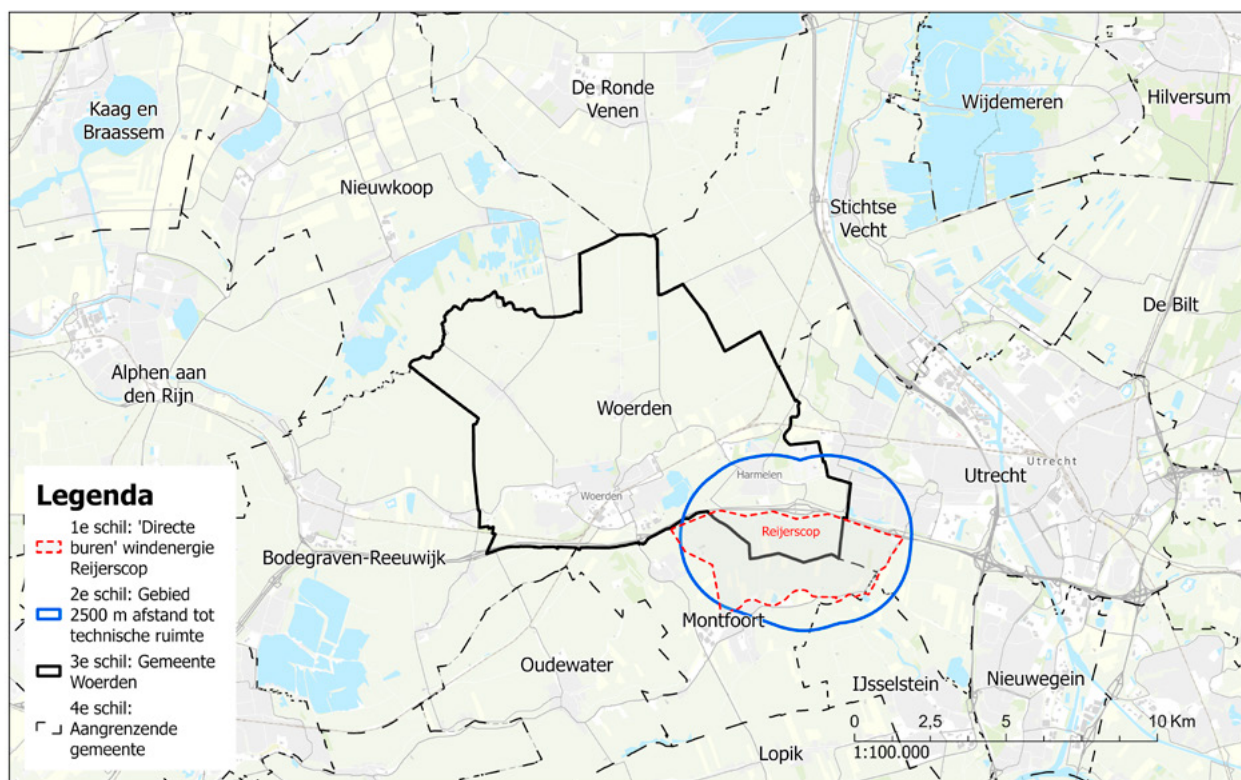 Kaag en
Braassem
De Ronde
Venen
Wijdemeren
Hilversum
Nieuwkoop
Stichtse
Vecht
De Bilt
Alphen aan
den Rijn
Woerden
Harmelen
Utrecht
Utrecht
Woerden
Reijerscop
Bodegraven-Reeuwijk
Montfoort
Oudewater
IJsselstein
Nieuwegein
Lopik
Legenda
1e schil: 'Directe
buren' windenergie
Reijerscop
2e schil: Gebied
2500 m afstand tot
technische ruimte
3e schil: Gemeente
Woerden
4e schil:
Aangrenzende
gemeente
0 2,5 5 10 Km
1:100.000